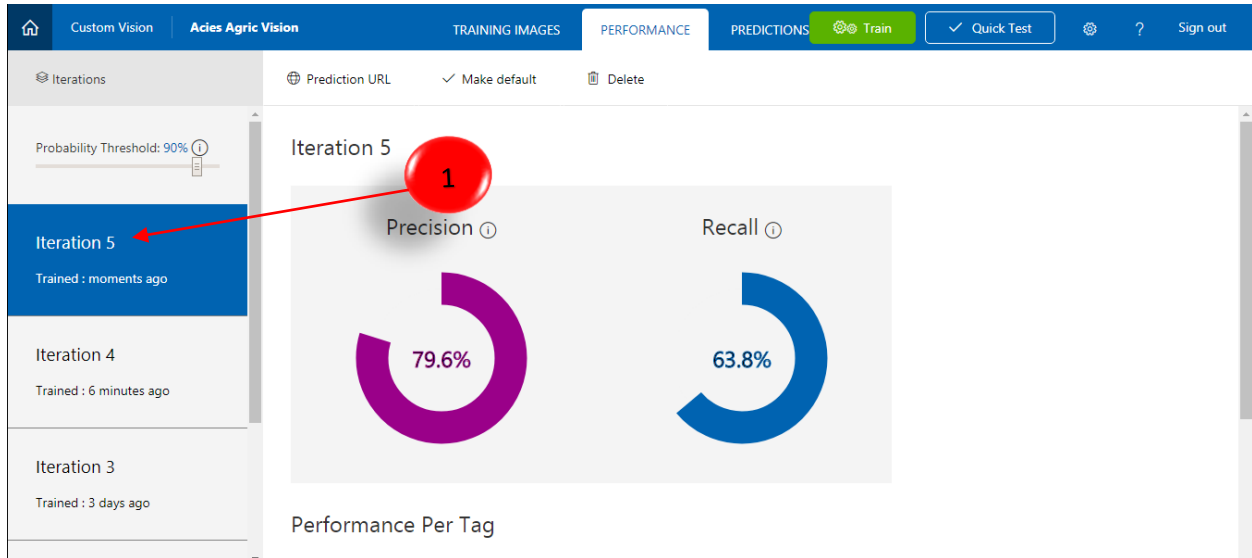 Custom Vision Acies Agric Vision TRAINING IMAGES PERFORMANCE PREDICTIONS Train Quick Test ? Sign out
Iterations Prediction URL Make default Delete
Probability Threshold: 90%
Iteration 5
1
Precision Recall
Iteration 5
Trained : moments ago
79.6% 63.8%
Iteration 4
Trained : 6 minutes ago
Iteration 3
Trained : 3 days ago
Performance Per Tag